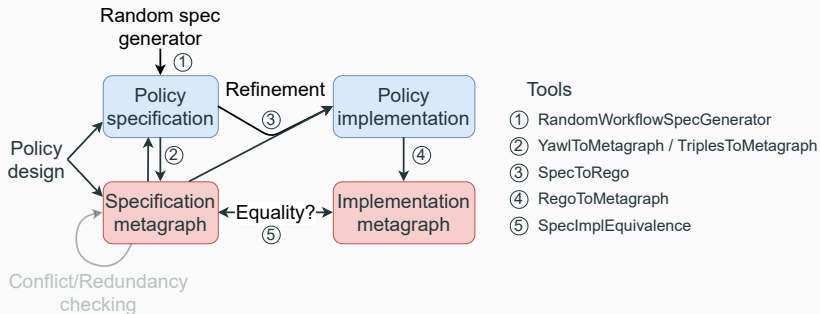 Random spec
generator
①
Policy
specification
Refinement
③
Policy
implementation
Policy
design
②
④
Specification
metagraph
Equality?
⑤
Implementation
metagraph
Conflict/Redundancy
checking
Tools
① RandomWorkflowSpecGenerator
② YawlToMetagraph / TriplesToMetagraph
③ SpecToRego
④ RegoToMetagraph
⑤ SpecImplEquivalence